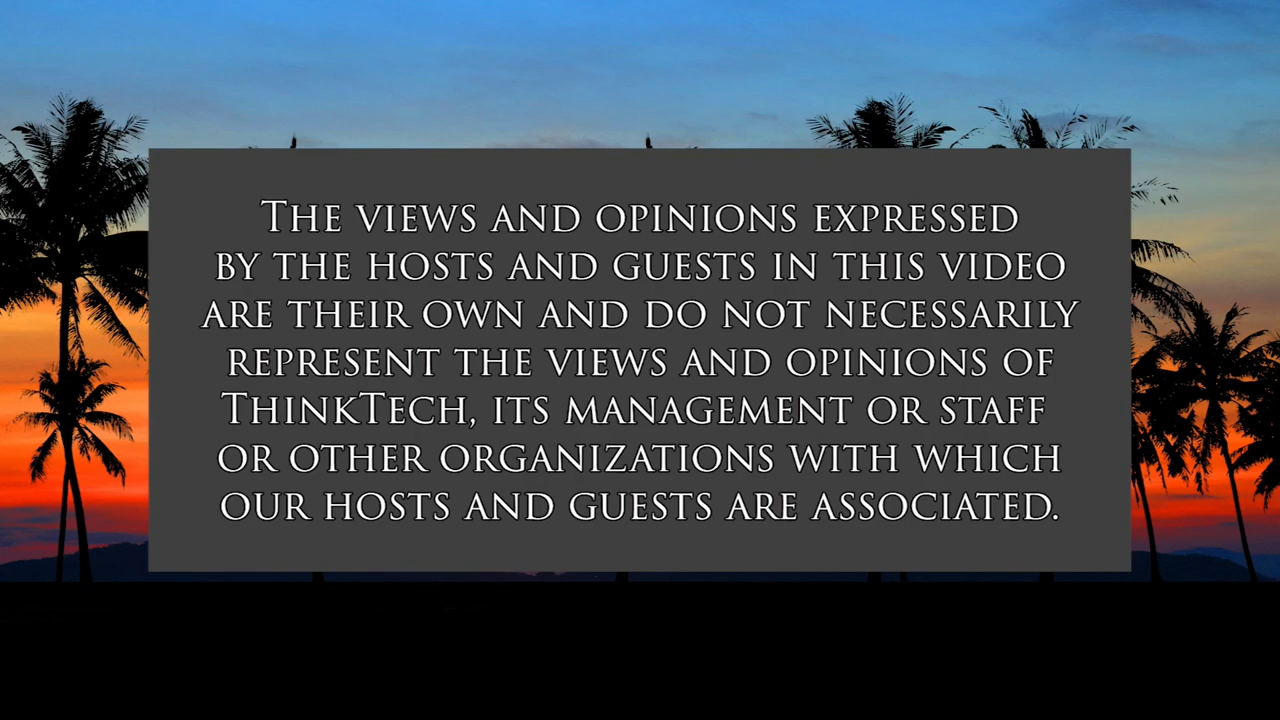 The views and opinions expressed
by the hosts and guests in this video
are their own and do not necessarily
represent the views and opinions of
ThinkTech, its management or staff
or other organizations with which
our hosts and guests are associated.